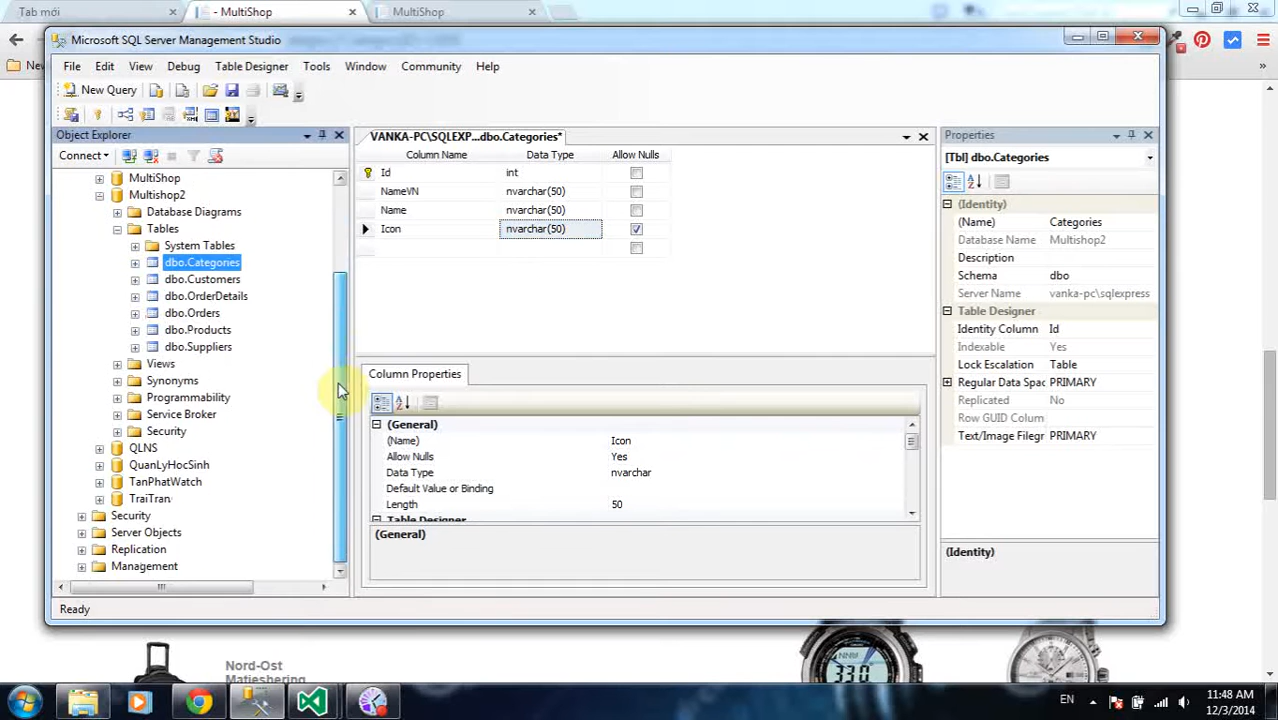 Tab mới
- MultiShop
MultiShop
Microsoft SQL Server Management Studio
File Edit View Debug Table Designer Tools Window Community Help
New Query
Object Explorer
Connect
MultiShop
Multishop2
Database Diagrams
Tables
System Tables
dbo.Categories
dbo.Customers
dbo.OrderDetails
dbo.Orders
dbo.Products
dbo.Suppliers
Views
Synonyms
Programmability
Service Broker
Security
QLNS
QuanLyHocSinh
TanPhatWatch
TraiTran
Security
Server Objects
Replication
Management
VANKA-PC\SQLEXP...dbo.Categories*
Column Name Data Type Allow Nulls
Id int
NameVN nvarchar(50)
Name nvarchar(50)
Icon nvarchar(50)
Column Properties
(General)
(Name) Icon
Allow Nulls Yes
Data Type nvarchar
Default Value or Binding
Length 50
Table Designer
(General)
Properties
[Tbl] dbo.Categories
(Identity)
(Name) Categories
Database Name Multishop2
Description
Schema dbo
Server Name vanka-pc\sqlexpress
Table Designer
Identity Column Id
Indexable Yes
Lock Escalation Table
Regular Data Spac PRIMARY
Replicated No
Row GUID Colum
Text/Image Filegr PRIMARY
(Identity)
Ready
Nord-Ost
Matjeshering
330
EN
11:48 AM
12/3/2014